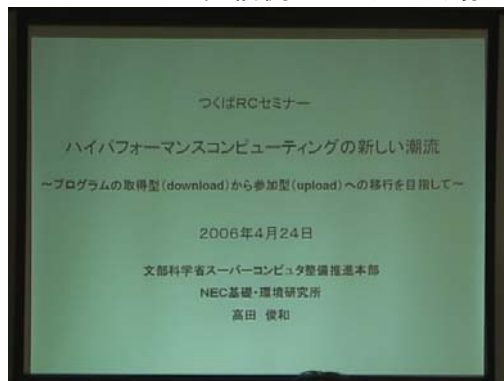 つくばRCセミナー
ハイパフォーマンスコンピューティングの新しい潮流
～プログラムの取得型(download)から参加型(upload)への移行を目指して～
2006年4月24日
文部科学省スーパーコンピュータ整備推進本部
NEC基礎・環境研究所
高田 俊和